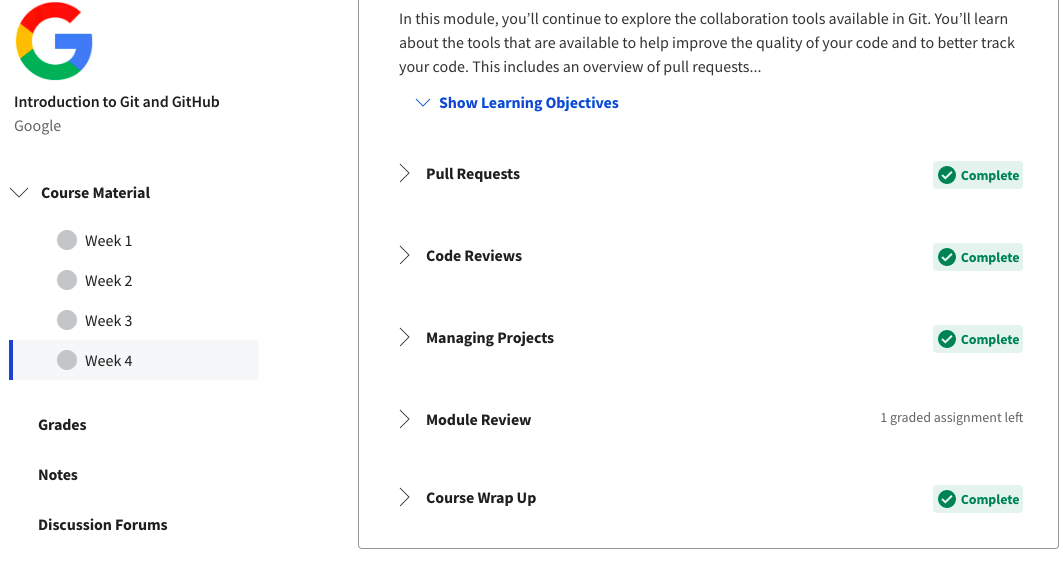 Introduction to Git and GitHub
Google
Course Material
Week 1
Week 2
Week 3
Week 4
Grades
Notes
Discussion Forums
In this module, you’ll continue to explore the collaboration tools available in Git. You’ll learn
about the tools that are available to help improve the quality of your code and to better track
your code. This includes an overview of pull requests...
Show Learning Objectives
Pull Requests
Complete
Code Reviews
Complete
Managing Projects
Complete
Module Review
1 graded assignment left
Course Wrap Up
Complete